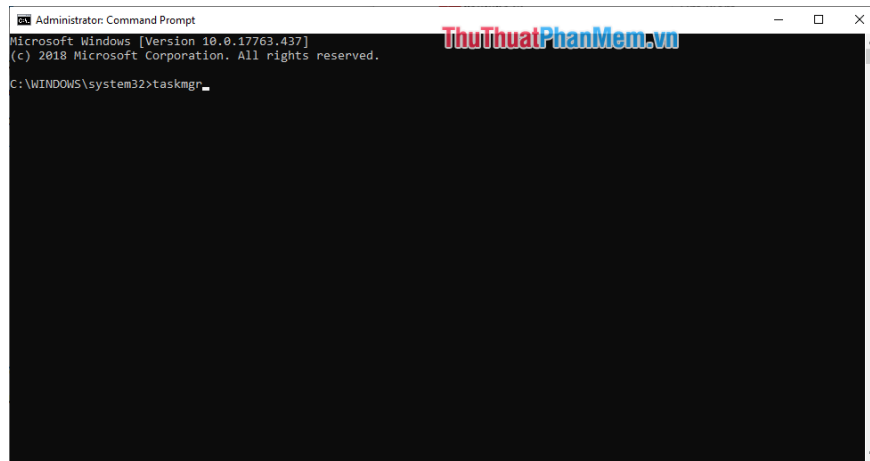 Administrator: Command Prompt
ThuThuatPhanMem.vn
Microsoft Windows [Version 10.0.17763.437]
(c) 2018 Microsoft Corporation. All rights reserved.
C:\WINDOWS\system32>taskmgr